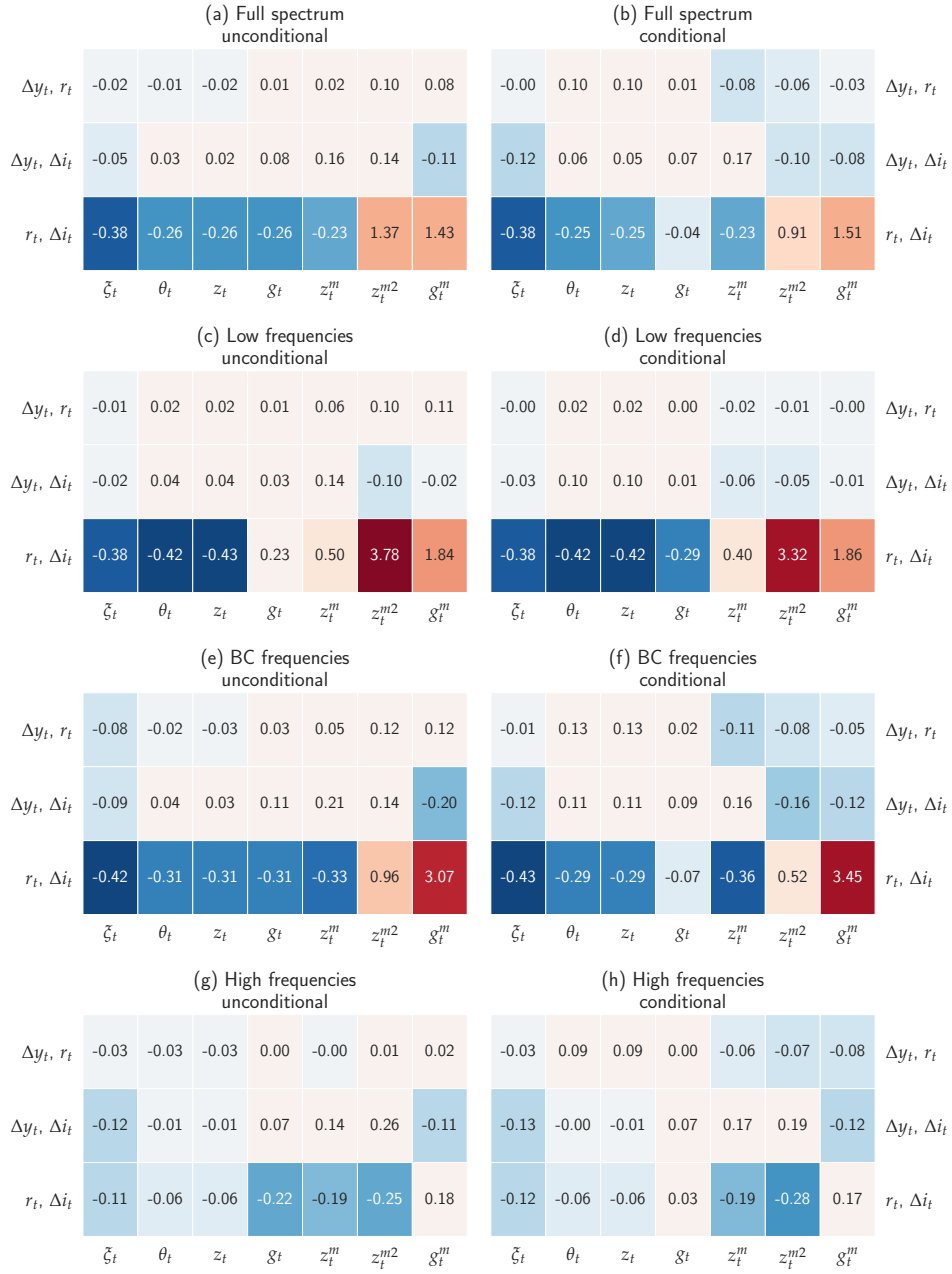 (a) Full spectrum
unconditional
(b) Full spectrum
conditional
Δy_t, r_t -0.02 -0.01 -0.02 0.01 0.02 0.10 0.08 -0.00 0.10 0.10 0.01 -0.08 -0.06 -0.03 Δy_t, r_t
Δy_t, Δi_t -0.05 0.03 0.02 0.08 0.16 0.14 -0.11 -0.12 0.06 0.05 0.07 0.17 -0.10 -0.08 Δy_t, Δi_t
r_t, Δi_t -0.38 -0.26 -0.26 -0.26 -0.23 1.37 1.43 -0.38 -0.25 -0.25 -0.04 -0.23 0.91 1.51 r_t, Δi_t
ξ_t θ_t z_t g_t z_t^m z_t^{m2} g_t^m ξ_t θ_t z_t g_t z_t^m z_t^{m2} g_t^m
(c) Low frequencies
unconditional
(d) Low frequencies
conditional
Δy_t, r_t -0.01 0.02 0.02 0.01 0.06 0.10 0.11 -0.00 0.02 0.02 0.00 -0.02 -0.01 -0.00 Δy_t, r_t
Δy_t, Δi_t -0.02 0.04 0.04 0.03 0.14 -0.10 -0.02 -0.03 0.10 0.10 0.01 -0.06 -0.05 -0.01 Δy_t, Δi_t
r_t, Δi_t -0.38 -0.42 -0.43 0.23 0.50 3.78 1.84 -0.38 -0.42 -0.42 -0.29 0.40 3.32 1.86 r_t, Δi_t
ξ_t θ_t z_t g_t z_t^m z_t^{m2} g_t^m ξ_t θ_t z_t g_t z_t^m z_t^{m2} g_t^m
(e) BC frequencies
unconditional
(f) BC frequencies
conditional
Δy_t, r_t -0.08 -0.02 -0.03 0.03 0.05 0.12 0.12 -0.01 0.13 0.13 0.02 -0.11 -0.08 -0.05 Δy_t, r_t
Δy_t, Δi_t -0.09 0.04 0.03 0.11 0.21 0.14 -0.20 -0.12 0.11 0.11 0.09 0.16 -0.16 -0.12 Δy_t, Δi_t
r_t, Δi_t -0.42 -0.31 -0.31 -0.31 -0.33 0.96 3.07 -0.43 -0.29 -0.29 -0.07 -0.36 0.52 3.45 r_t, Δi_t
ξ_t θ_t z_t g_t z_t^m z_t^{m2} g_t^m ξ_t θ_t z_t g_t z_t^m z_t^{m2} g_t^m
(g) High frequencies
unconditional
(h) High frequencies
conditional
Δy_t, r_t -0.03 -0.03 -0.03 0.00 -0.00 0.01 0.02 -0.03 0.09 0.09 0.00 -0.06 -0.07 -0.08 Δy_t, r_t
Δy_t, Δi_t -0.12 -0.01 -0.01 0.07 0.14 0.26 -0.11 -0.13 -0.00 -0.01 0.07 0.17 0.19 -0.12 Δy_t, Δi_t
r_t, Δi_t -0.11 -0.06 -0.06 -0.22 -0.19 -0.25 0.18 -0.12 -0.06 -0.06 0.03 -0.19 -0.28 0.17 r_t, Δi_t
ξ_t θ_t z_t g_t z_t^m z_t^{m2} g_t^m ξ_t θ_t z_t g_t z_t^m z_t^{m2} g_t^m